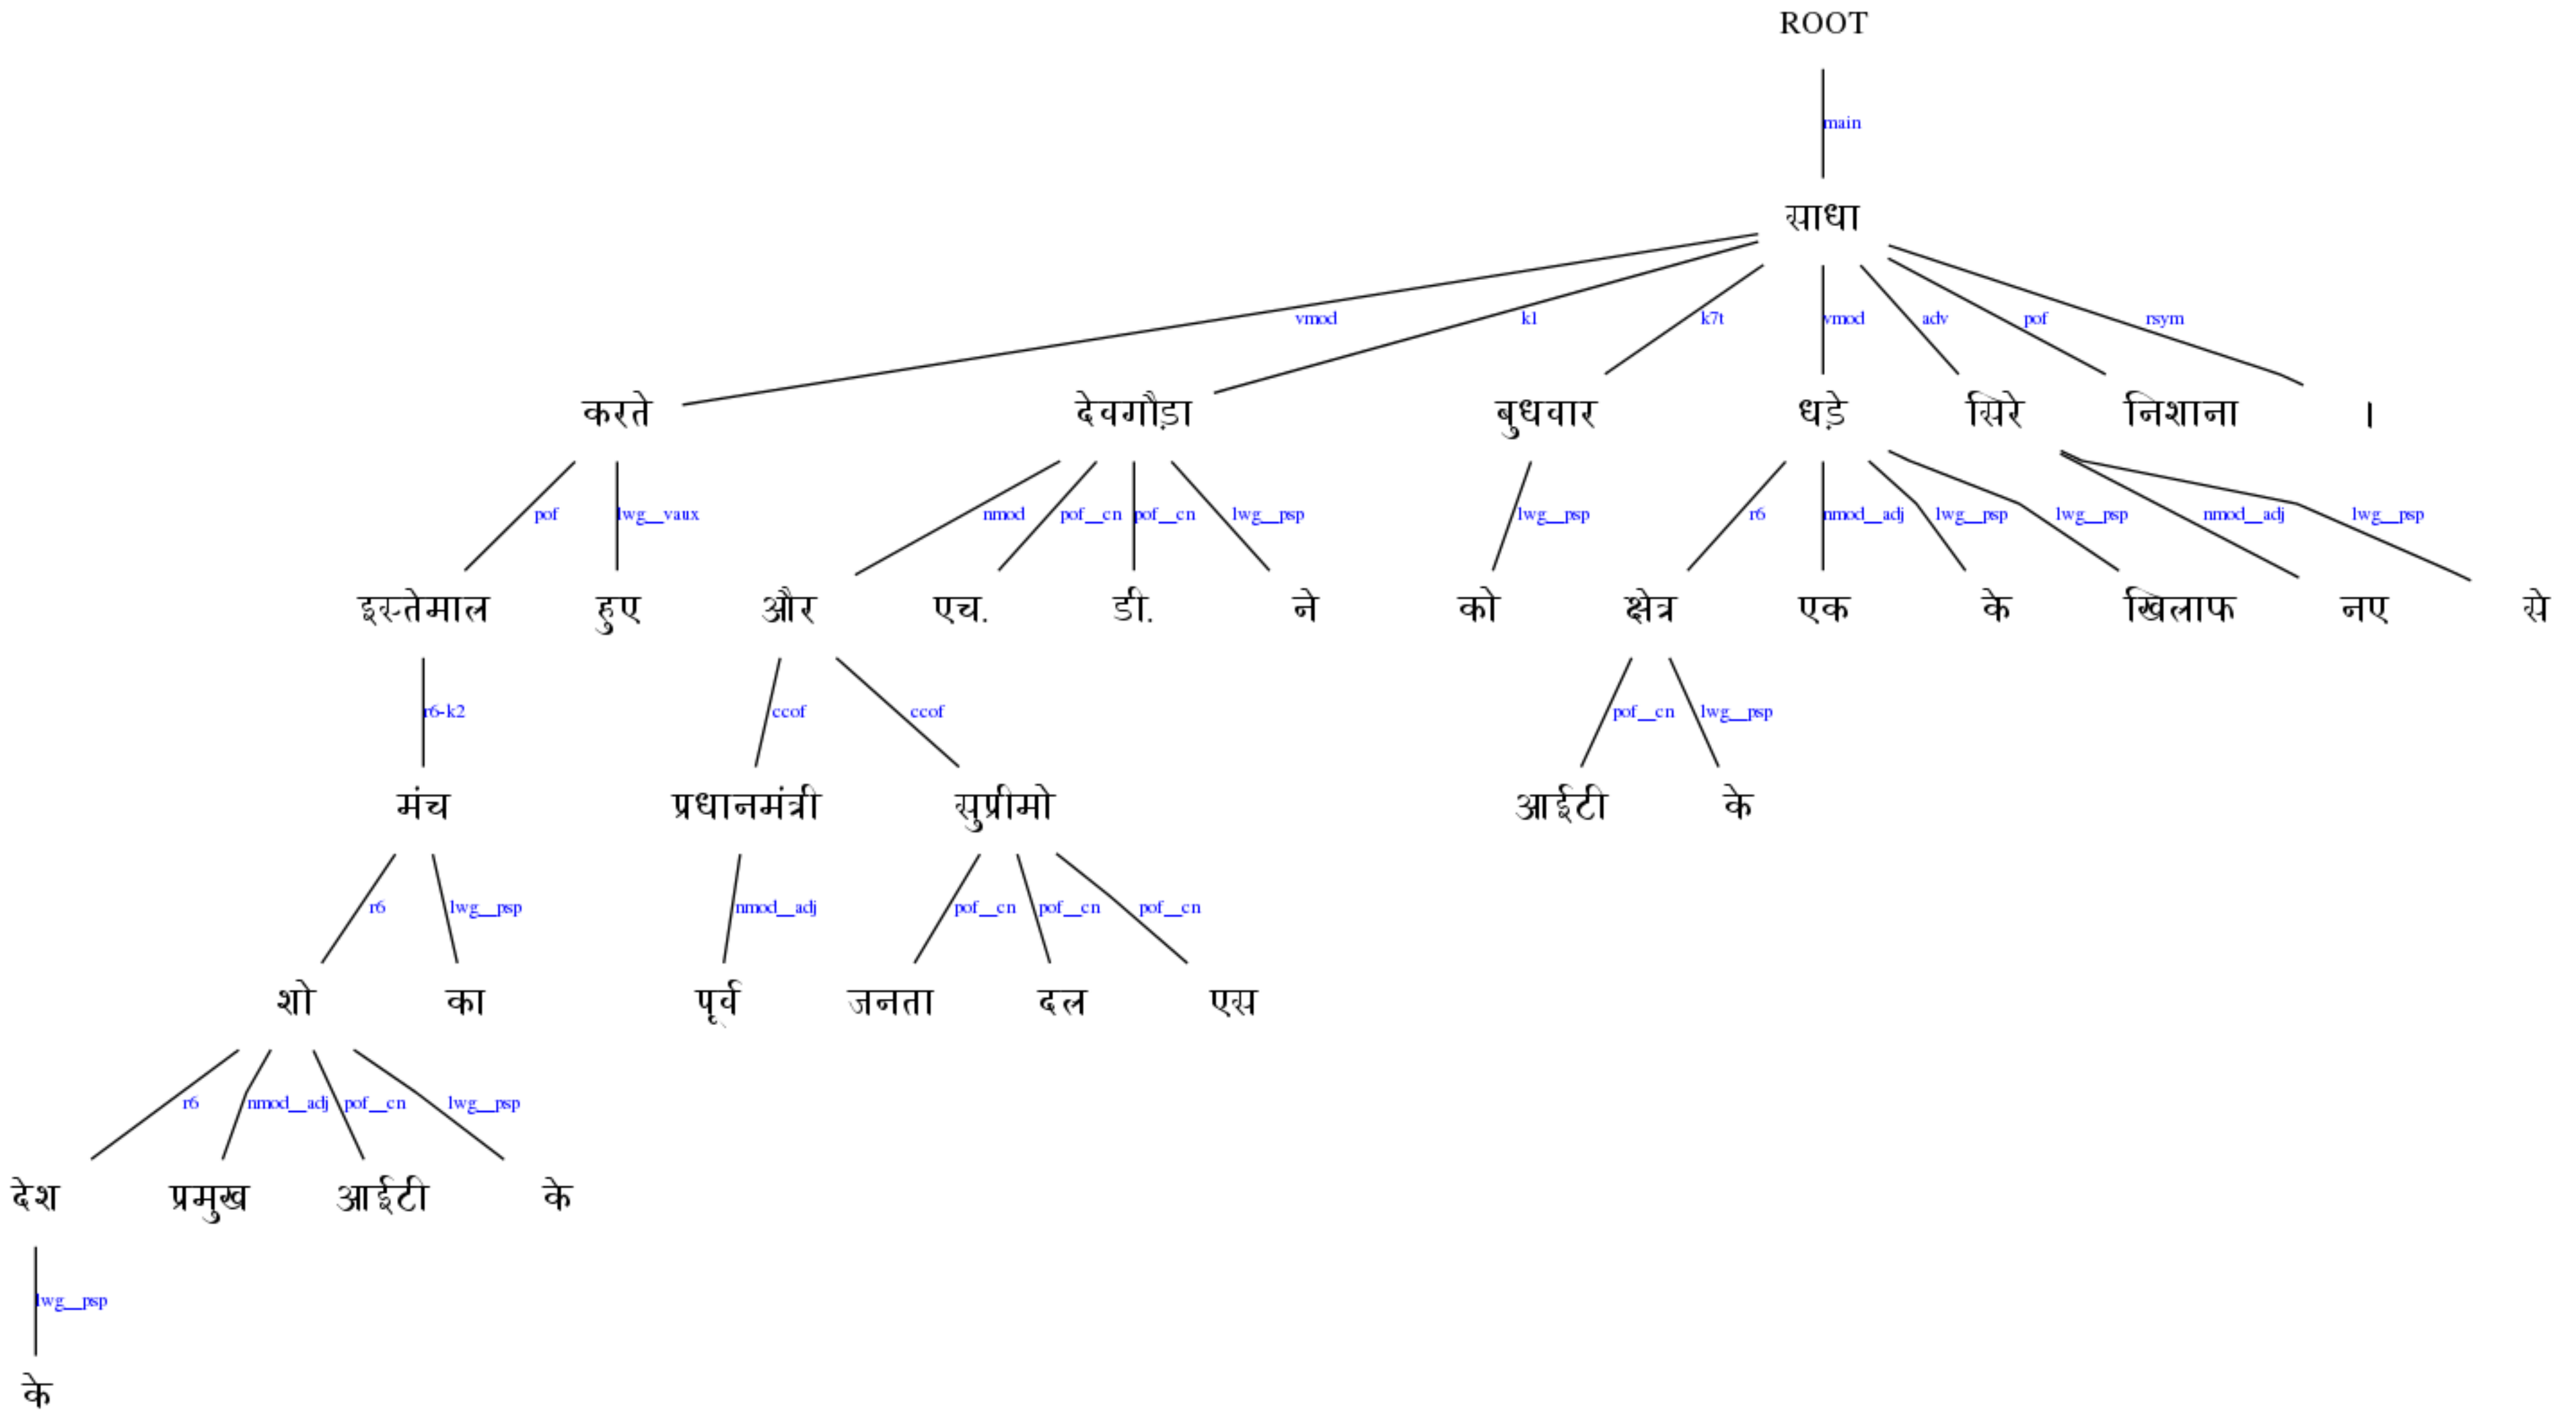 ROOT
main
साधा
vmod k1 k7t vmod adv pof rsym
करते देवगौड़ा बुधवार धड़े सिरे निशाना ।
pof lwg__vaux nmod pof__cn pof__cn lwg__psp lwg__psp r6 nmod__adj lwg__psp lwg__psp nmod__adj lwg__psp
इस्तेमाल हुए और एच. डी. ने को क्षेत्र एक के खिलाफ नए से
r6-k2 ccof ccof pof__cn lwg__psp
मंच प्रधानमंत्री सुप्रीमो आईटी के
r6 lwg__psp nmod__adj pof__cn pof__cn pof__cn
शो का पूर्व जनता दल एस
r6 nmod__adj pof__cn lwg__psp
देश प्रमुख आईटी के
lwg__psp
के